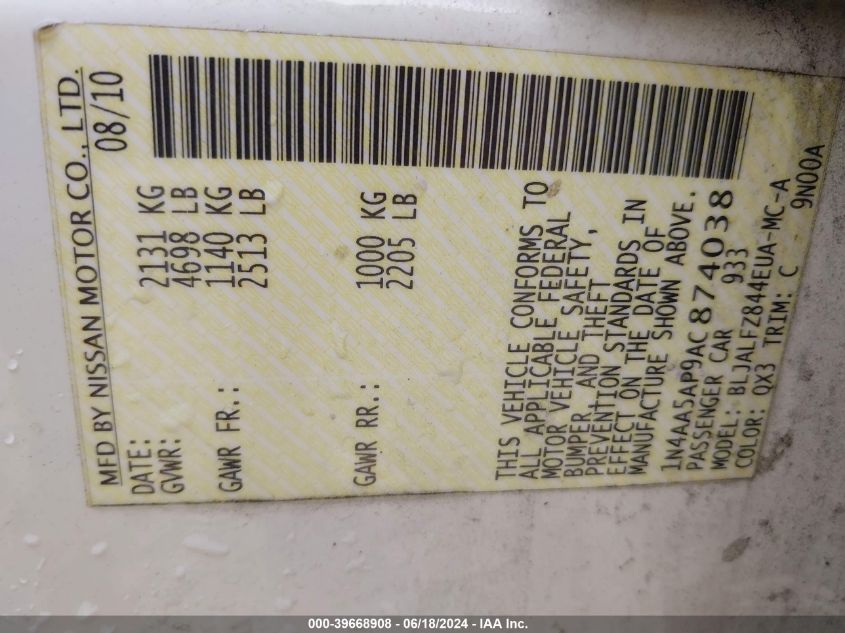 MFD BY NISSAN MOTOR CO., LTD.
DATE: 08/10
GVWR: 2131 KG
4698 LB
GAWR FR.: 1140 KG
2513 LB
GAWR RR.: 1000 KG
2205 LB
THIS VEHICLE CONFORMS TO
ALL APPLICABLE FEDERAL
MOTOR VEHICLE SAFETY,
BUMPER, AND THEFT
PREVENTION STANDARDS IN
EFFECT ON THE DATE OF
MANUFACTURE SHOWN ABOVE.
1N4AA5AP9AC874038
PASSENGER CAR 933
MODEL: BLJALFZ844EUA-MC-A
COLOR: QX3 TRIM: C 9N00A
000-39668908 - 06/18/2024 - IAA Inc.